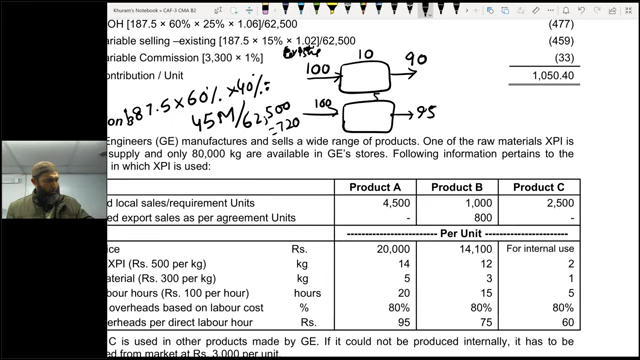 Khuram's Notebook » CAF-3 CMA B2
OH [187.5 × 60% × 25% × 1.06]/62,500 (477)
ariable selling –existing [187.5 × 15% × 1.02]/62,500 (459)
ariable Commission [3,300 × 1%] (33)
ontribution / Unit 1,050.40
100 10 90
87.5 × 60% × 40% =
45M/62,500
=720
100 5 95
Engineers (GE) manufactures and sells a wide range of products. One of the raw materials XPI is
supply and only 80,000 kg are available in GE's stores. Following information pertains to the
in which XPI is used:
Product A Product B Product C
d local sales/requirement Units 4,500 1,000 2,500
ed export sales as per agreement Units - 800 -
Per Unit
ice Rs. 20,000 14,100 For internal use
XPI (Rs. 500 per kg) kg 14 12 2
aterial (Rs. 300 per kg) kg 5 3 1
bour hours (Rs. 100 per hour) hours 20 15 5
overheads based on labour cost % 80% 80% 80%
erheads per direct labour hour Rs. 95 75 60
C is used in other products made by GE. If it could not be produced internally, it has to be
ed from market at Rs. 3,000 per unit.